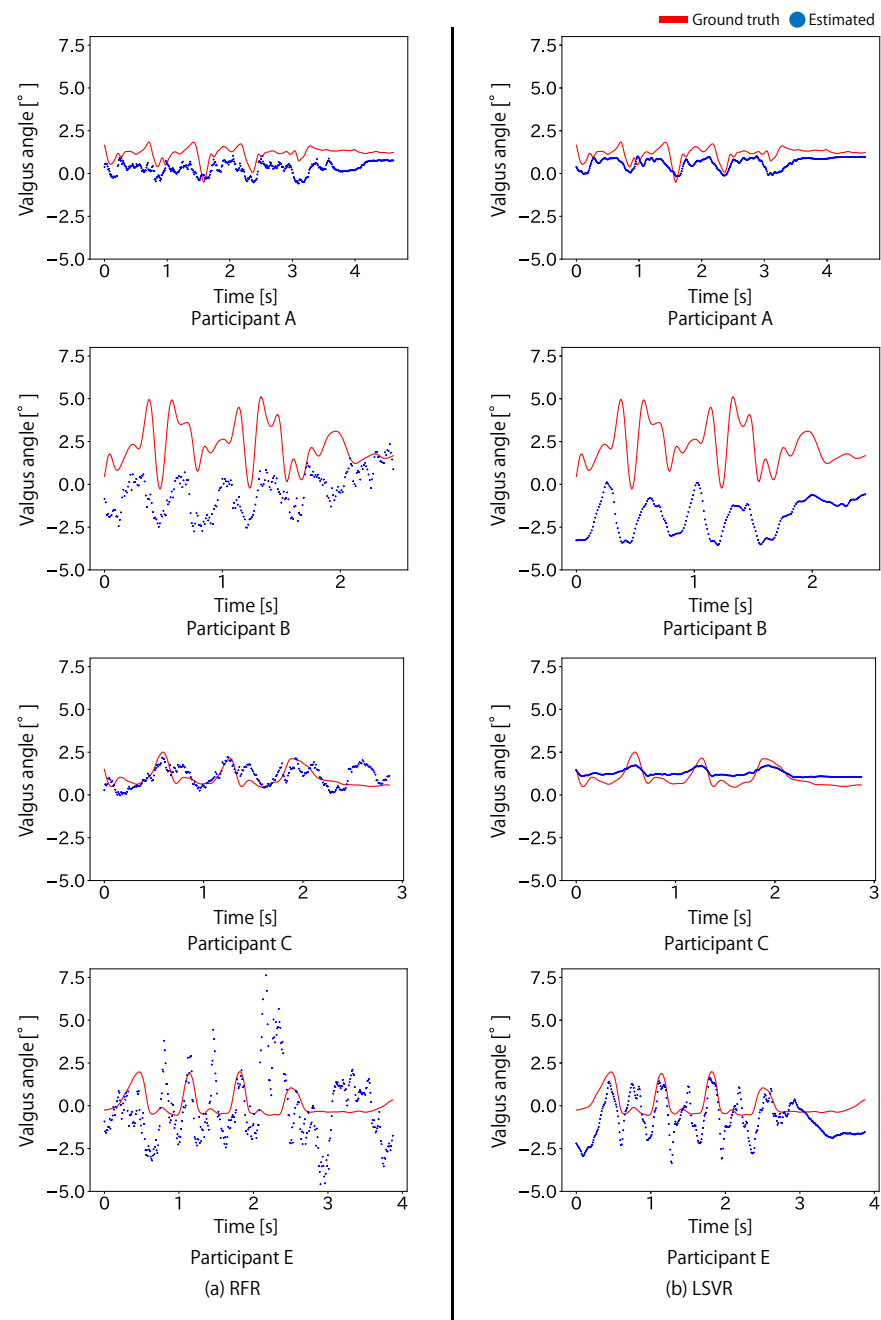 Ground truth Estimated
7.5
5.0
2.5
0.0
−2.5
−5.0
Valgus angle[˚ ]
0 1 2 3 4
Time [s]
Participant A
7.5
5.0
2.5
0.0
−2.5
−5.0
Valgus angle[˚ ]
0 1 2 3 4
Time [s]
Participant A
7.5
5.0
2.5
0.0
−2.5
−5.0
Valgus angle[˚ ]
0 1 2
Time [s]
Participant B
7.5
5.0
2.5
0.0
−2.5
−5.0
Valgus angle[˚ ]
0 1 2
Time [s]
Participant B
7.5
5.0
2.5
0.0
−2.5
−5.0
Valgus angle[˚ ]
0 1 2 3
Time [s]
Participant C
7.5
5.0
2.5
0.0
−2.5
−5.0
Valgus angle[˚ ]
0 1 2 3
Time [s]
Participant C
7.5
5.0
2.5
0.0
−2.5
−5.0
Valgus angle[˚ ]
0 1 2 3 4
Time [s]
Participant E
(a) RFR
7.5
5.0
2.5
0.0
−2.5
−5.0
Valgus angle[˚ ]
0 1 2 3 4
Time [s]
Participant E
(b) LSVR